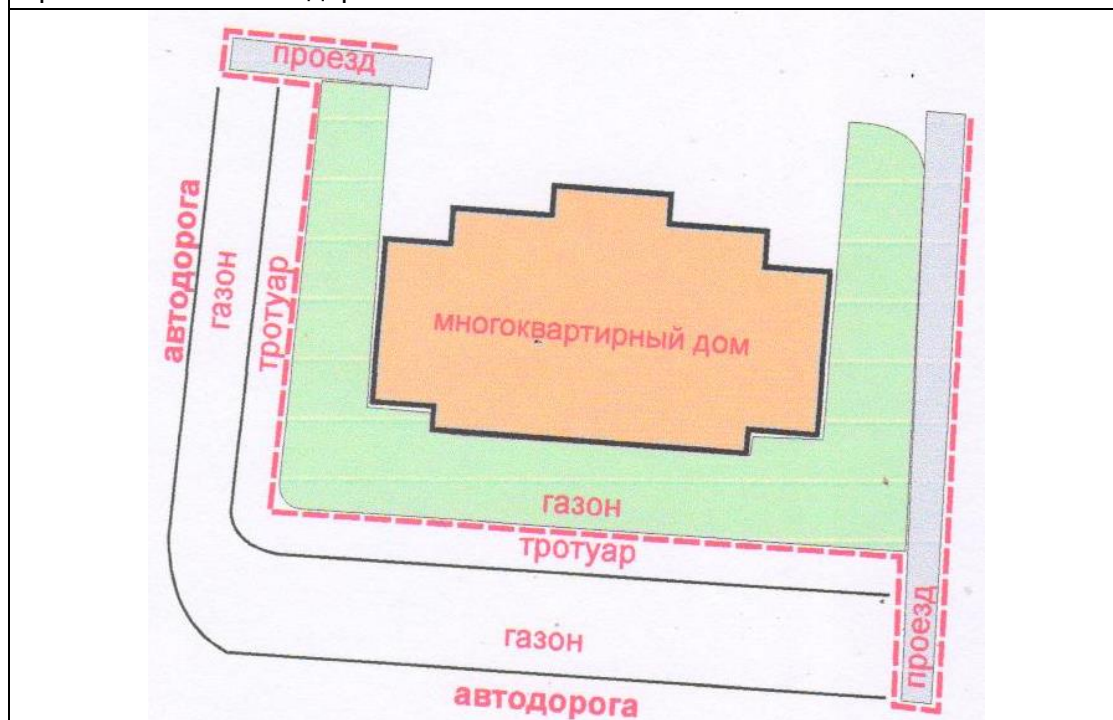 проезд
автодорога
газон
тротуар
многоквартирный дом
газон
тротуар
проезд
газон
автодорога